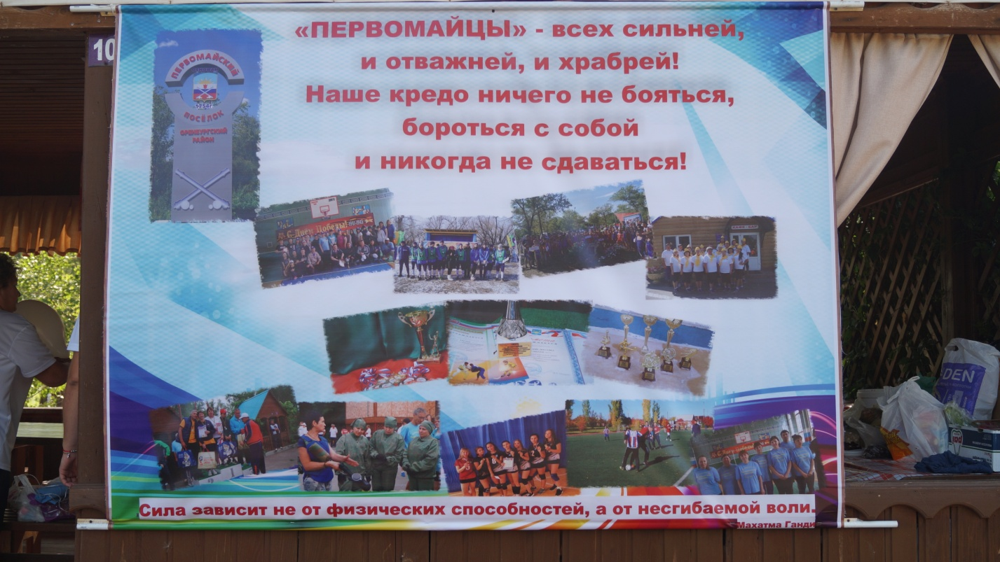 10
«ПЕРВОМАЙЦЫ» - всех сильней,
и отважней, и храбрей!
Наше кредо ничего не бояться,
бороться с собой
и никогда не сдаваться!
ПЕРВОМАЙСКИЙ
1754г.
ПОСЁЛОК
ОРЕНБУРГСКИЙ
РАЙОН
С Днём Победы!
Сила зависит не от физических способностей, а от несгибаемой воли.
Махатма Ганди
DEN